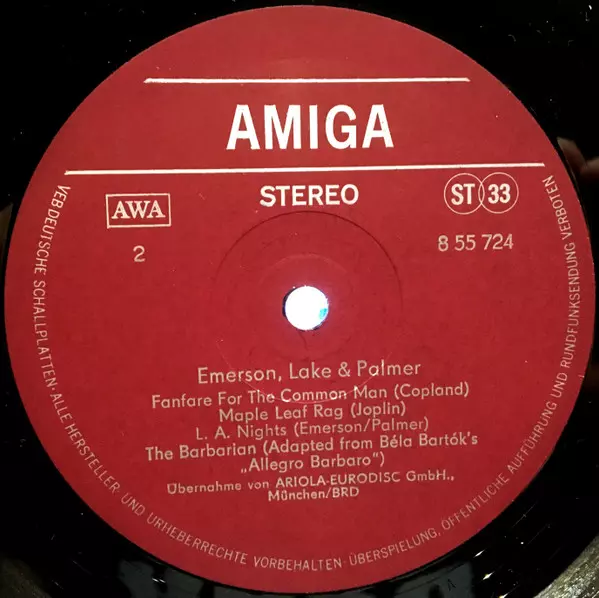 AMIGA
STEREO
AWA
2
ST 33
8 55 724
Emerson, Lake & Palmer
Fanfare For The Common Man (Copland)
Maple Leaf Rag (Joplin)
L. A. Nights (Emerson/Palmer)
The Barbarian (Adapted from Béla Bartók's
„Allegro Barbaro“)
Übernahme von ARIOLA-EURODISC GmbH.,
München/BRD
VEB DEUTSCHE SCHALLPLATTEN · ALLE HERSTELLER- UND URHEBERRECHTE VORBEHALTEN · ÜBERSPIELUNG, ÖFFENTLICHE AUFFÜHRUNG UND RUNDFUNKSENDUNG VERBOTEN
A